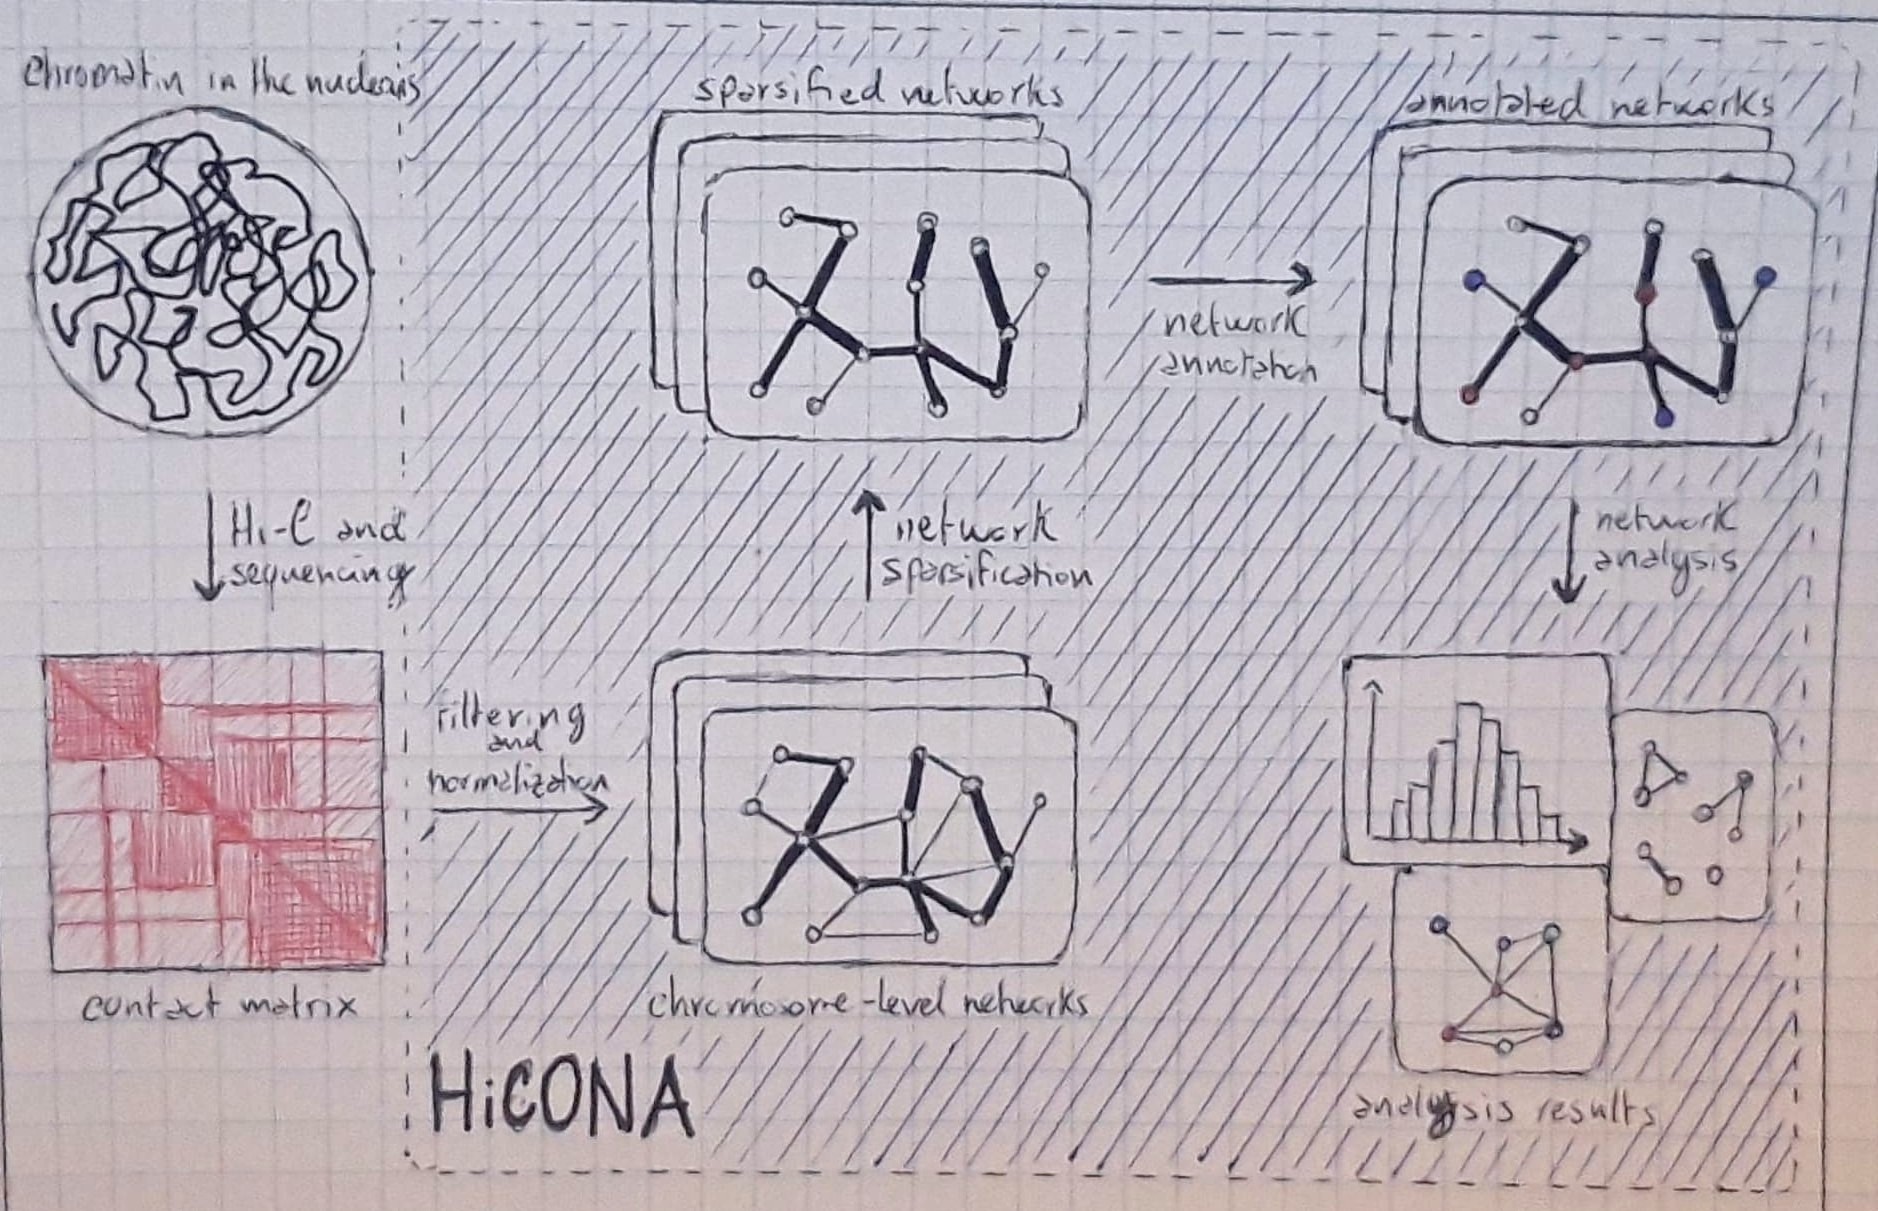 chromatin in the nucleus
Hi-C and
sequencing
contact matrix
filtering
and
normalization
chromosome-level networks
network
sparsification
sparsified networks
network
annotation
annotated networks
network
analysis
analysis results
HiCONA